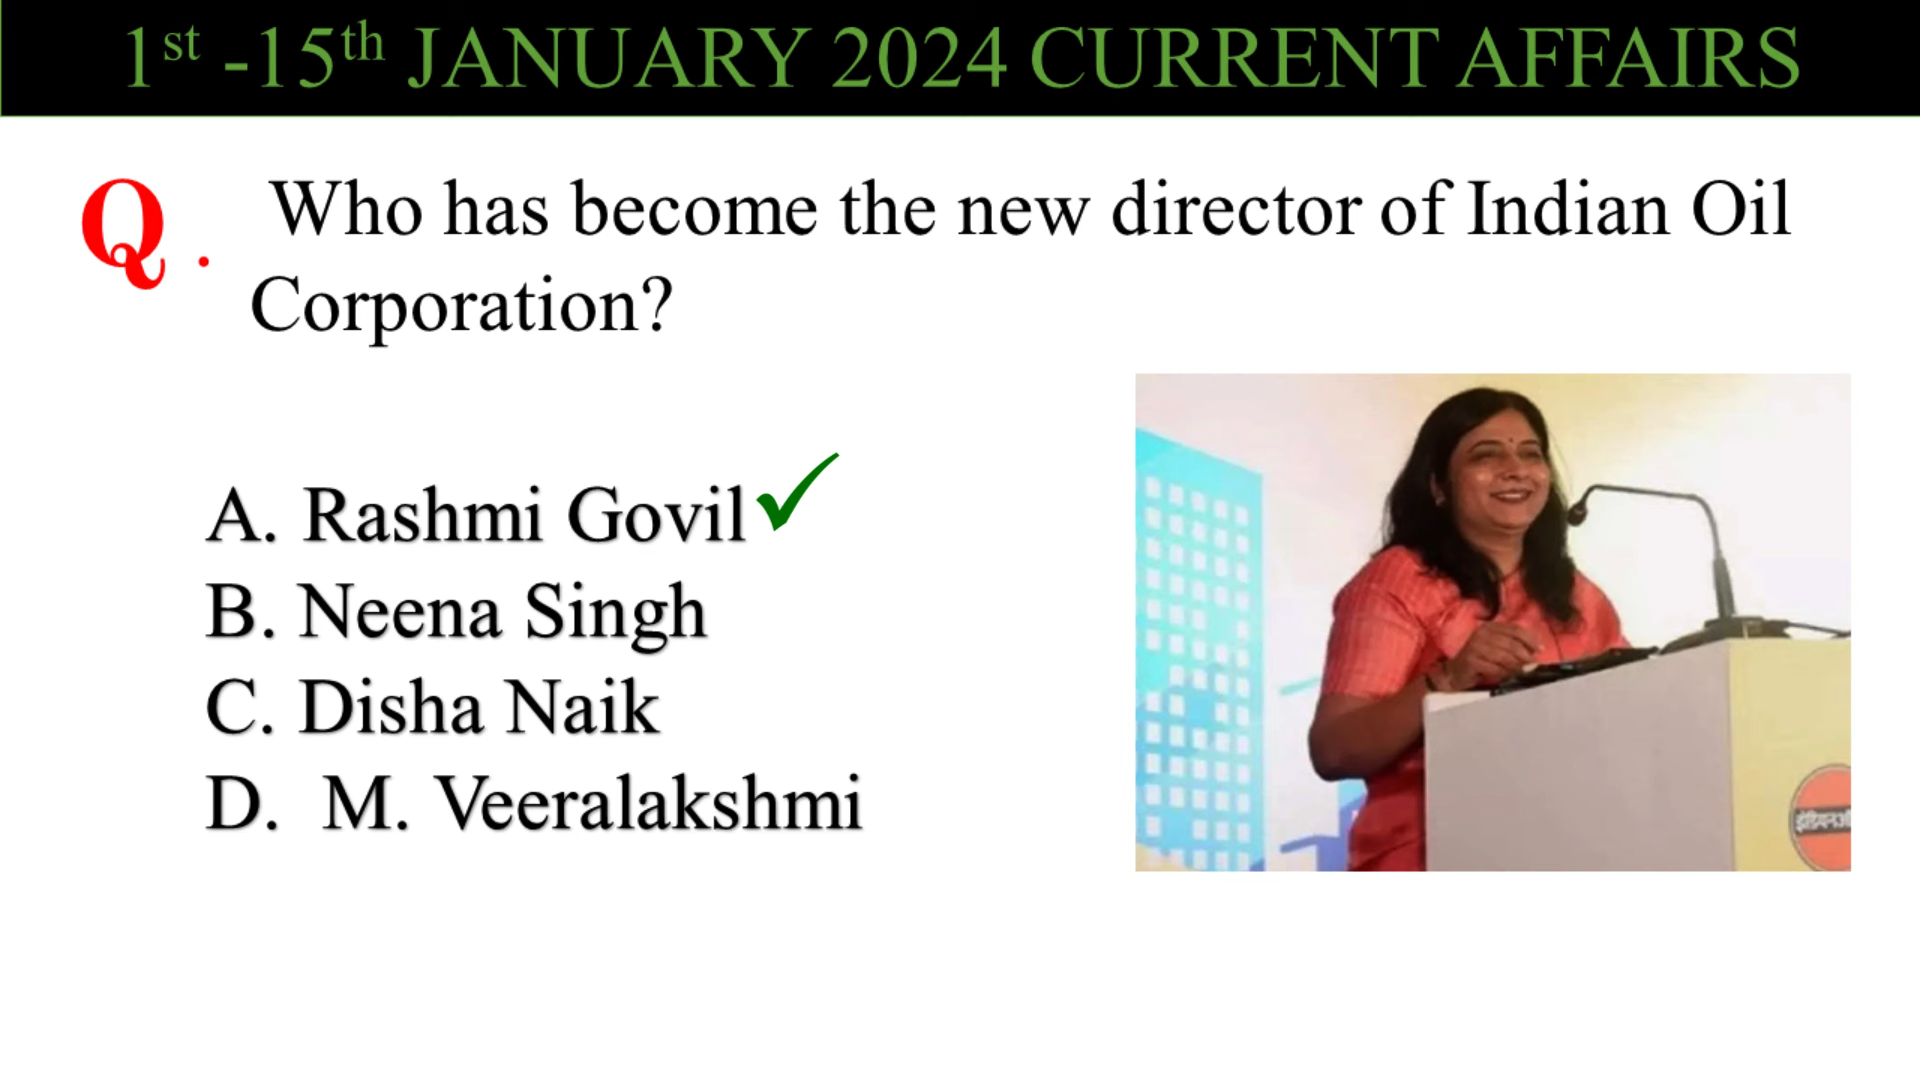 1st -15th JANUARY 2024 CURRENT AFFAIRS
Q . Who has become the new director of Indian Oil
Corporation?
A. Rashmi Govil
B. Neena Singh
C. Disha Naik
D. M. Veeralakshmi